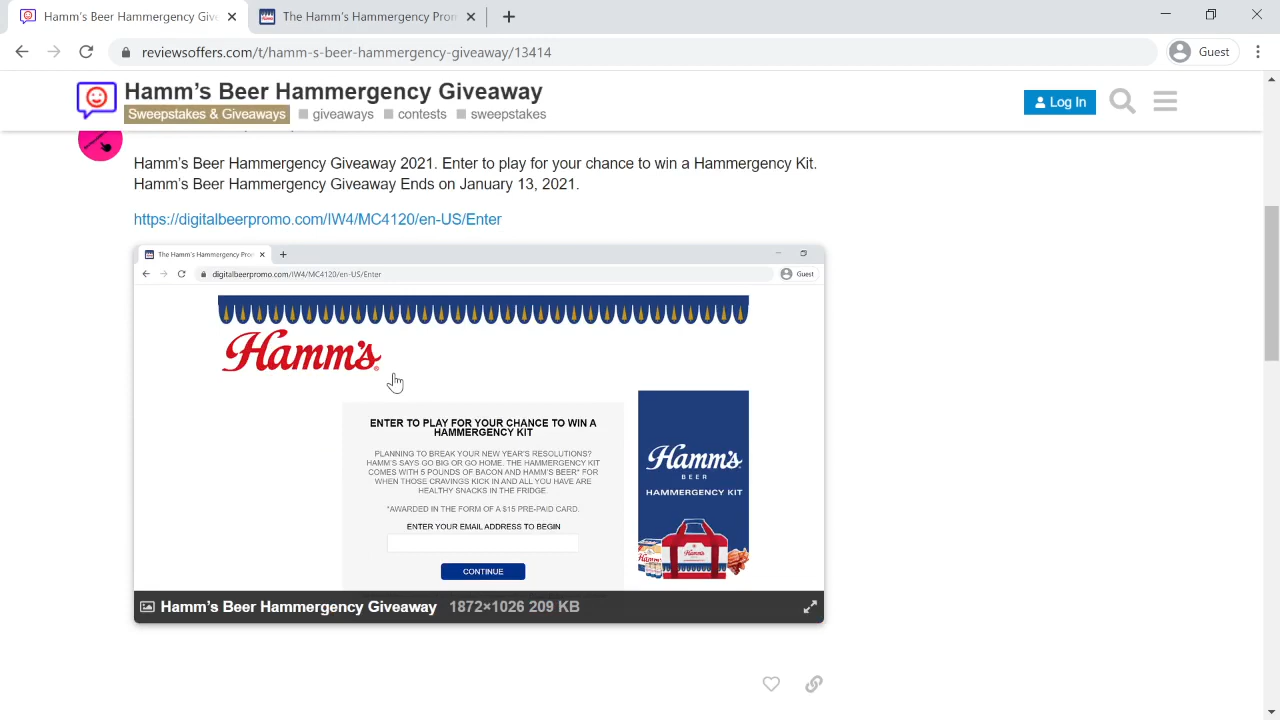 Hamm's Beer Hammergency Giv
The Hamm's Hammergency Prom
reviewsoffers.com/t/hamm-s-beer-hammergency-giveaway/13414
Guest
Hamm's Beer Hammergency Giveaway
Sweepstakes & Giveaways giveaways contests sweepstakes
Log In
Hamm's Beer Hammergency Giveaway 2021. Enter to play for your chance to win a Hammergency Kit.
Hamm's Beer Hammergency Giveaway Ends on January 13, 2021.
https://digitalbeerpromo.com/IW4/MC4120/en-US/Enter
The Hamm's Hammergency Pro
digitalbeerpromo.com/IW4/MC4120/en-US/Enter
Guest
Hamm's
ENTER TO PLAY FOR YOUR CHANCE TO WIN A
HAMMERGENCY KIT
PLANNING TO BREAK YOUR NEW YEAR'S RESOLUTIONS?
HAMM'S SAYS GO BIG OR GO HOME. THE HAMMERGENCY KIT
COMES WITH 5 POUNDS OF BACON AND HAMM'S BEER* FOR
WHEN THOSE CRAVINGS KICK IN AND ALL YOU HAVE ARE
HEALTHY SNACKS IN THE FRIDGE.
*AWARDED IN THE FORM OF A $15 PRE-PAID CARD.
ENTER YOUR EMAIL ADDRESS TO BEGIN
CONTINUE
Hamm's
BEER
HAMMERGENCY KIT
Hamm's
Hamm's
Hamm's Beer Hammergency Giveaway 1872×1026 209 KB